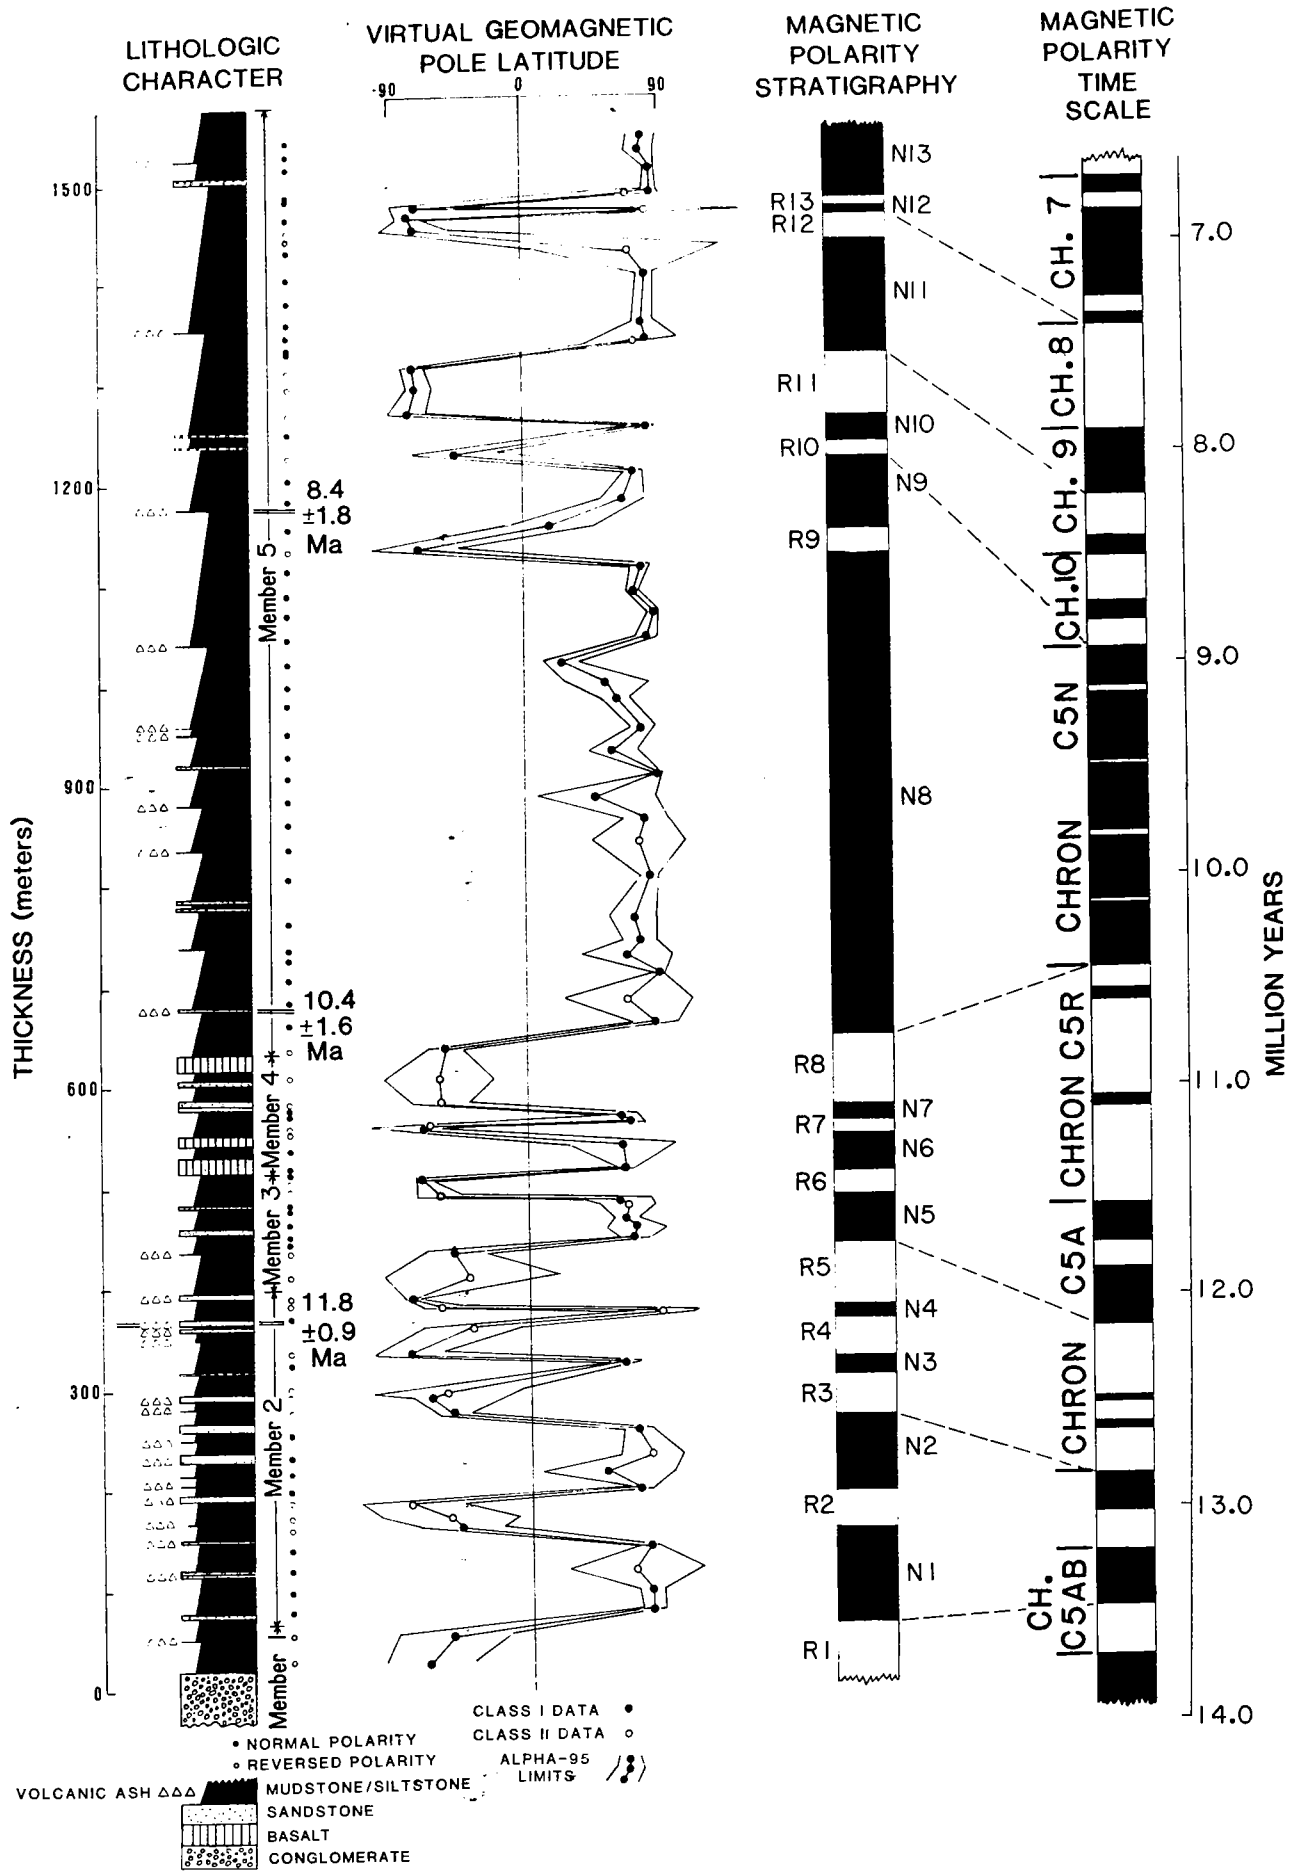 LITHOLOGIC
CHARACTER
VIRTUAL GEOMAGNETIC
POLE LATITUDE
-90
0
90
MAGNETIC
POLARITY
STRATIGRAPHY
MAGNETIC
POLARITY
TIME
SCALE
THICKNESS (meters)
1500
1200
900
600
300
0
Member 5
Member 4
Member 3
Member 2
Member 1
8.4
±1.8
Ma
10.4
±1.6
Ma
11.8
±0.9
Ma
N13
R13
N12
R12
N11
R11
N10
R10
N9
R9
N8
R8
N7
R7
N6
R6
N5
R5
N4
R4
N3
R3
N2
R2
N1
R1
CH. 7
CH. 8
CH. 9
CH. 10
CHRON C5N
CHRON C5R
CHRON C5A
CH.
C5AB
7.0
8.0
9.0
10.0
11.0
12.0
13.0
14.0
MILLION YEARS
CLASS I DATA
CLASS II DATA
ALPHA-95
LIMITS
NORMAL POLARITY
REVERSED POLARITY
VOLCANIC ASH
MUDSTONE/SILTSTONE
SANDSTONE
BASALT
CONGLOMERATE